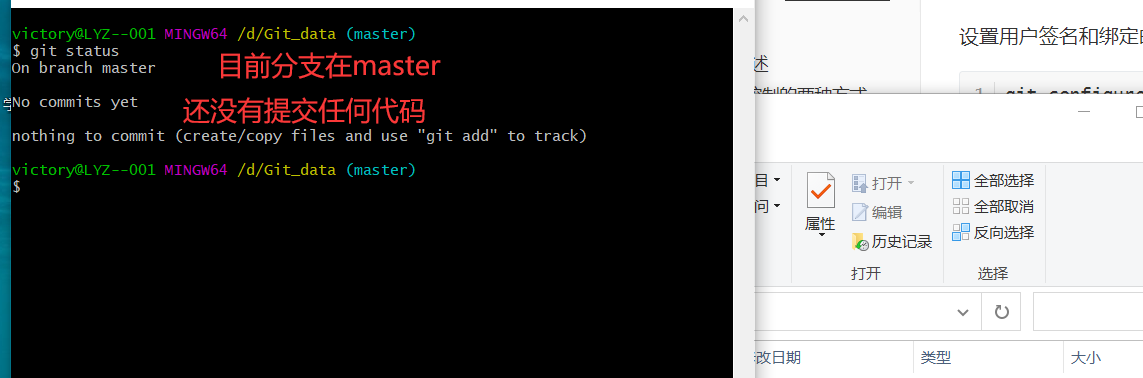 victory@LYZ--001 MINGW64 /d/Git_data (master)
$ git status
On branch master
目前分支在master
No commits yet
还没有提交任何代码
nothing to commit (create/copy files and use "git add" to track)
victory@LYZ--001 MINGW64 /d/Git_data (master)
$
设置用户签名和绑定
述
1
目
问
属性
打开
编辑
历史记录
打开
全部选择
全部取消
反向选择
选择
改日期
类型
大小